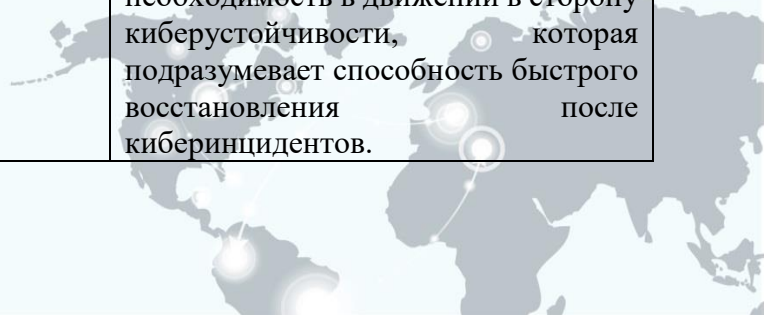 необходимость в движении в сторону
киберустойчивости, которая
подразумевает способность быстрого
восстановления после
киберинцидентов.